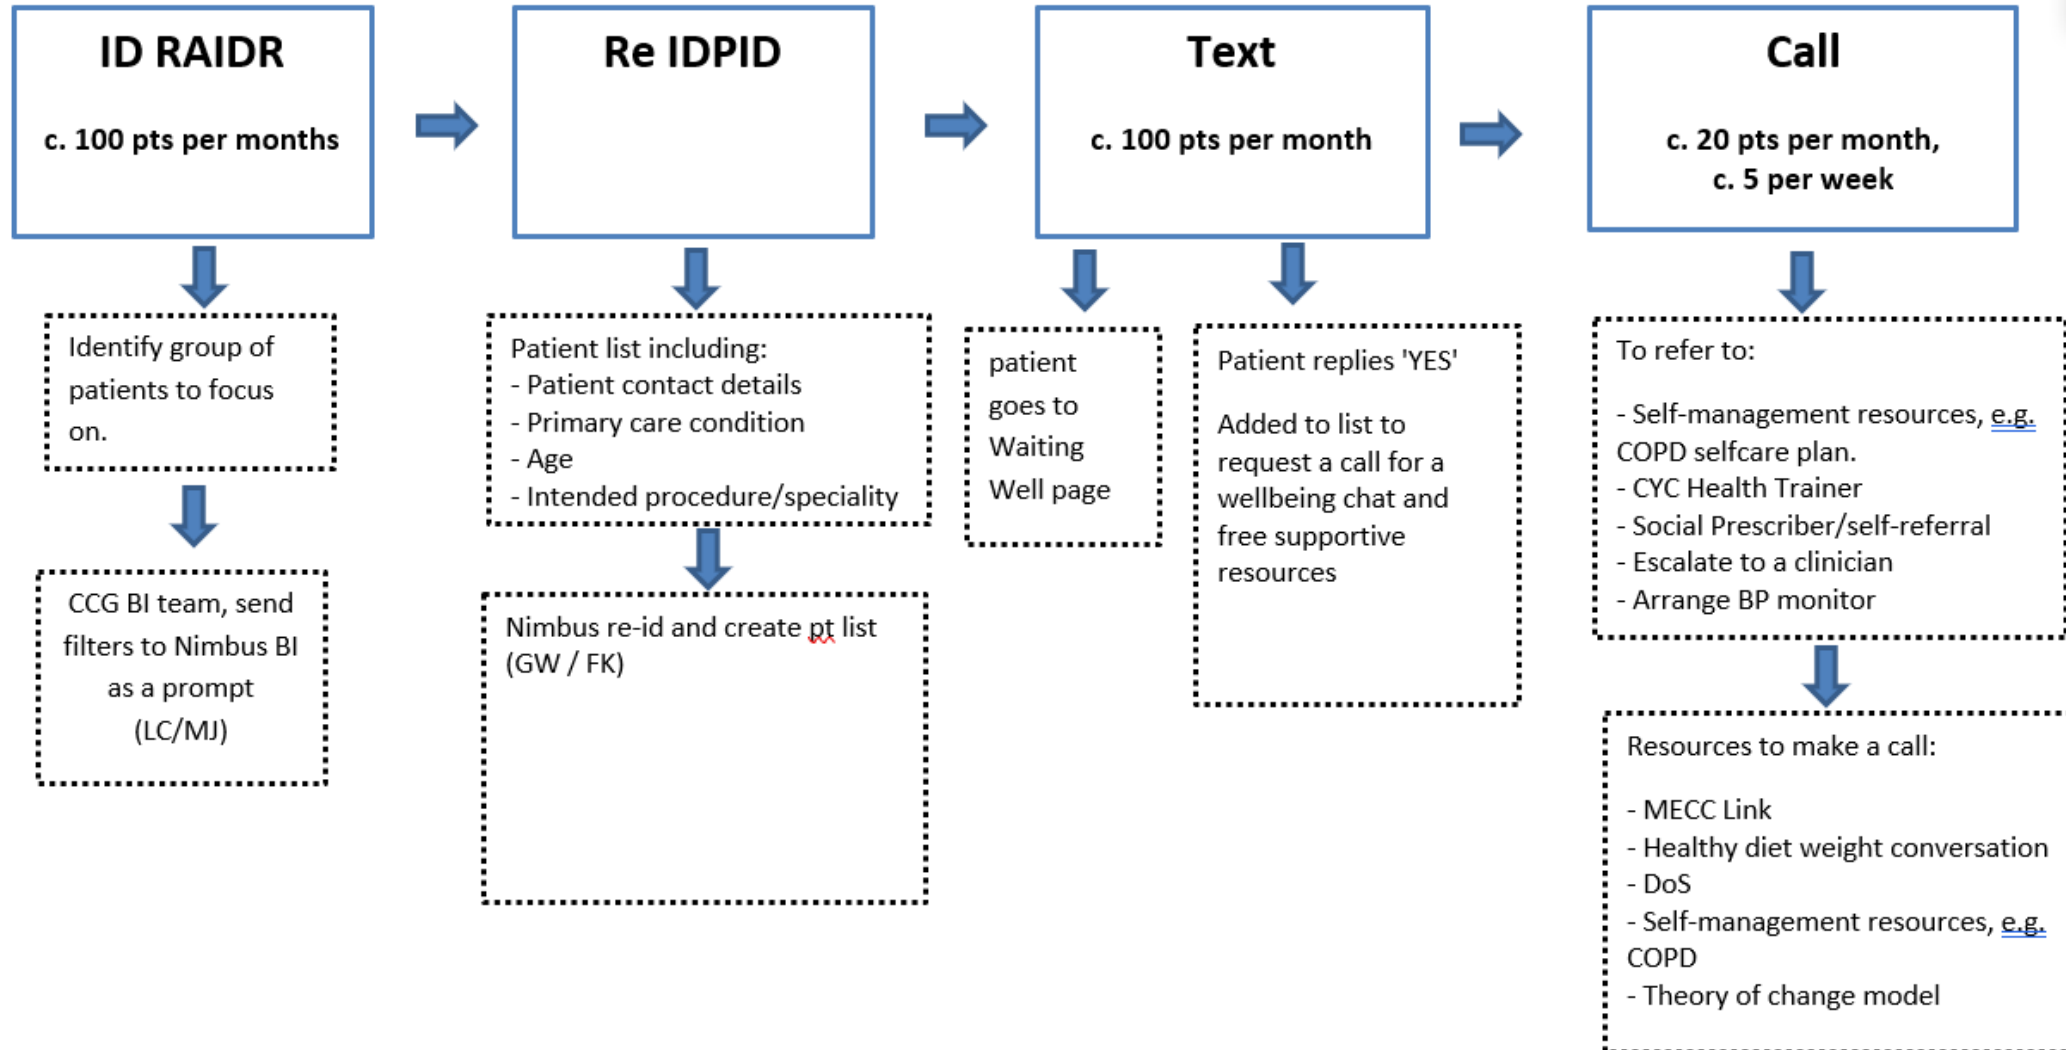 ID RAIDR
c. 100 pts per months
Re IDPID
Text
c. 100 pts per month
Call
c. 20 pts per month,
c. 5 per week
Identify group of
patients to focus
on.
CCG BI team, send
filters to Nimbus BI
as a prompt
(LC/MJ)
Patient list including:
- Patient contact details
- Primary care condition
- Age
- Intended procedure/speciality
Nimbus re-id and create pt list
(GW / FK)
patient
goes to
Waiting
Well page
Patient replies 'YES'
Added to list to
request a call for a
wellbeing chat and
free supportive
resources
To refer to:
- Self-management resources, e.g.
COPD selfcare plan.
- CYC Health Trainer
- Social Prescriber/self-referral
- Escalate to a clinician
- Arrange BP monitor
Resources to make a call:
- MECC Link
- Healthy diet weight conversation
- DoS
- Self-management resources, e.g.
COPD
- Theory of change model